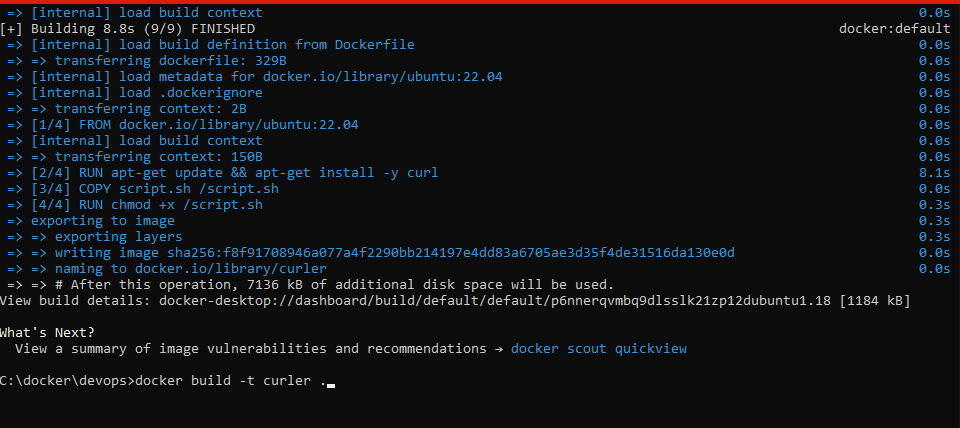 => [internal] load build context 0.0s
[+] Building 8.8s (9/9) FINISHED docker:default
=> [internal] load build definition from Dockerfile 0.0s
=> => transferring dockerfile: 329B 0.0s
=> [internal] load metadata for docker.io/library/ubuntu:22.04 0.0s
=> [internal] load .dockerignore 0.0s
=> => transferring context: 2B 0.0s
=> [1/4] FROM docker.io/library/ubuntu:22.04 0.0s
=> [internal] load build context 0.0s
=> => transferring context: 150B 0.0s
=> [2/4] RUN apt-get update && apt-get install -y curl 8.1s
=> [3/4] COPY script.sh /script.sh 0.0s
=> [4/4] RUN chmod +x /script.sh 0.3s
=> exporting to image 0.3s
=> => exporting layers 0.3s
=> => writing image sha256:f8f91708946a077a4f2290bb214197e4dd83a6705ae3d35f4de31516da130e0d 0.0s
=> => naming to docker.io/library/curler 0.0s
=> => # After this operation, 7136 kB of additional disk space will be used.
View build details: docker-desktop://dashboard/build/default/default/p6nnerqvmbq9dlsslk21zp12dubuntu1.18 [1184 kB]
What's Next?
View a summary of image vulnerabilities and recommendations → docker scout quickview
C:\docker\devops>docker build -t curler ._